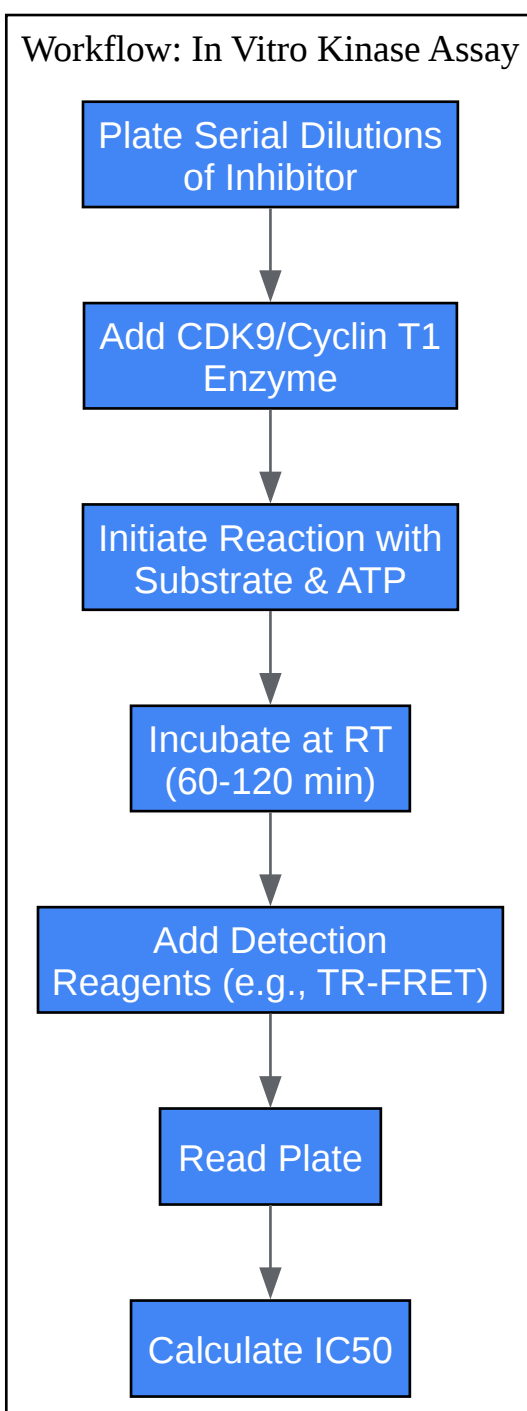 Workflow: In Vitro Kinase Assay
Plate Serial Dilutions
of Inhibitor
Add CDK9/Cyclin T1
Enzyme
Initiate Reaction with
Substrate & ATP
Incubate at RT
(60-120 min)
Add Detection
Reagents (e.g., TR-FRET)
Read Plate
Calculate IC50